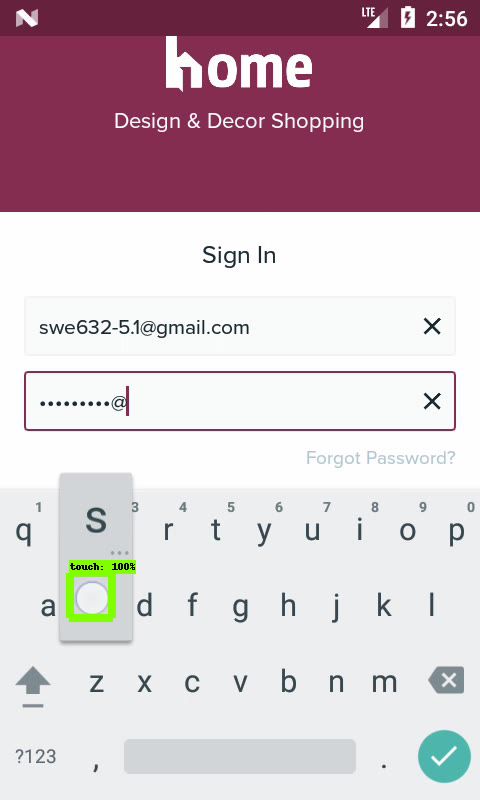 LTE 2:56
home
Design & Decor Shopping
Sign In
swe632-5.1@gmail.com
•••••••••@
Forgot Password?
1 3 4 5 6 7 8 9 0
q r t y u i o p
s
touch: 100%
a d f g h j k l
z x c v b n m
?123 , .